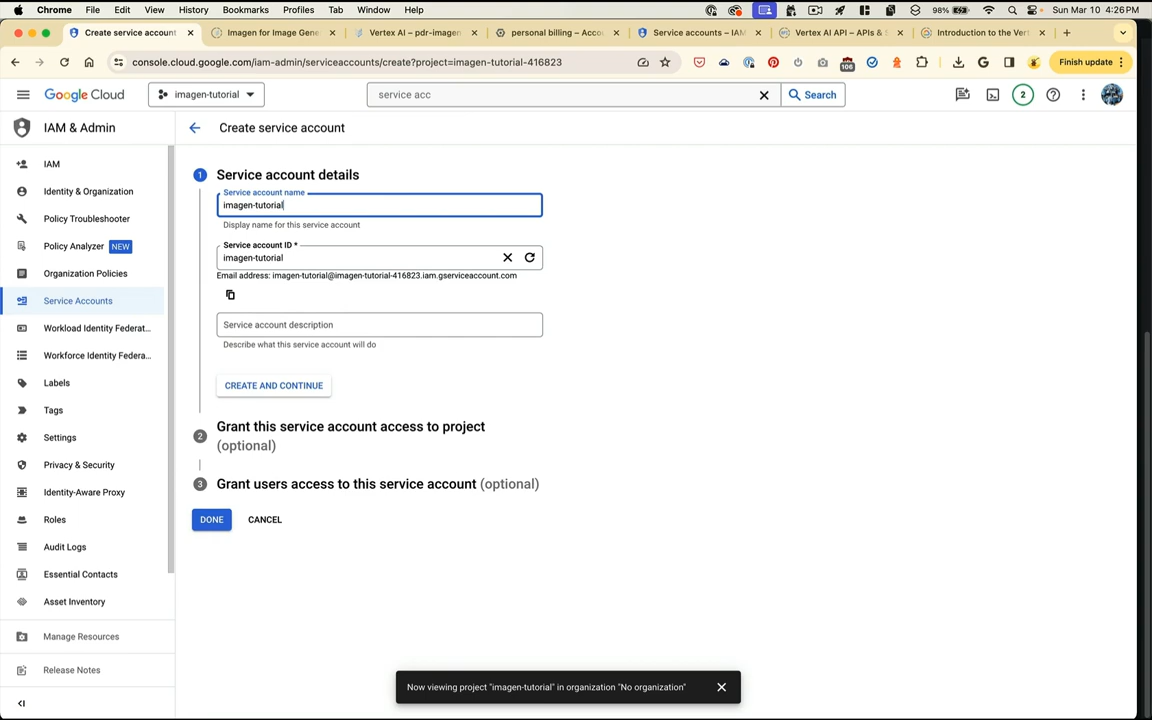 Chrome File Edit View History Bookmarks Profiles Tab Window Help 98% Sun Mar 10 4:26 PM
Create service account Imagen for Image Gene Vertex AI – pdr-imagen personal billing – Acco Service accounts – IAM Vertex AI API – APIs & S Introduction to the Vert
console.cloud.google.com/iam-admin/serviceaccounts/create?project=imagen-tutorial-416823 106 Finish update
Google Cloud imagen-tutorial service acc Search 2
IAM & Admin Create service account
IAM
Identity & Organization
Policy Troubleshooter
Policy Analyzer NEW
Organization Policies
Service Accounts
Workload Identity Federat...
Workforce Identity Federa...
Labels
Tags
Settings
Privacy & Security
Identity-Aware Proxy
Roles
Audit Logs
Essential Contacts
Asset Inventory
Manage Resources
Release Notes
1 Service account details
Service account name
imagen-tutorial
Display name for this service account
Service account ID *
imagen-tutorial
Email address: imagen-tutorial@imagen-tutorial-416823.iam.gserviceaccount.com
Service account description
Describe what this service account will do
CREATE AND CONTINUE
2 Grant this service account access to project
(optional)
3 Grant users access to this service account (optional)
DONE CANCEL
Now viewing project "imagen-tutorial" in organization "No organization"